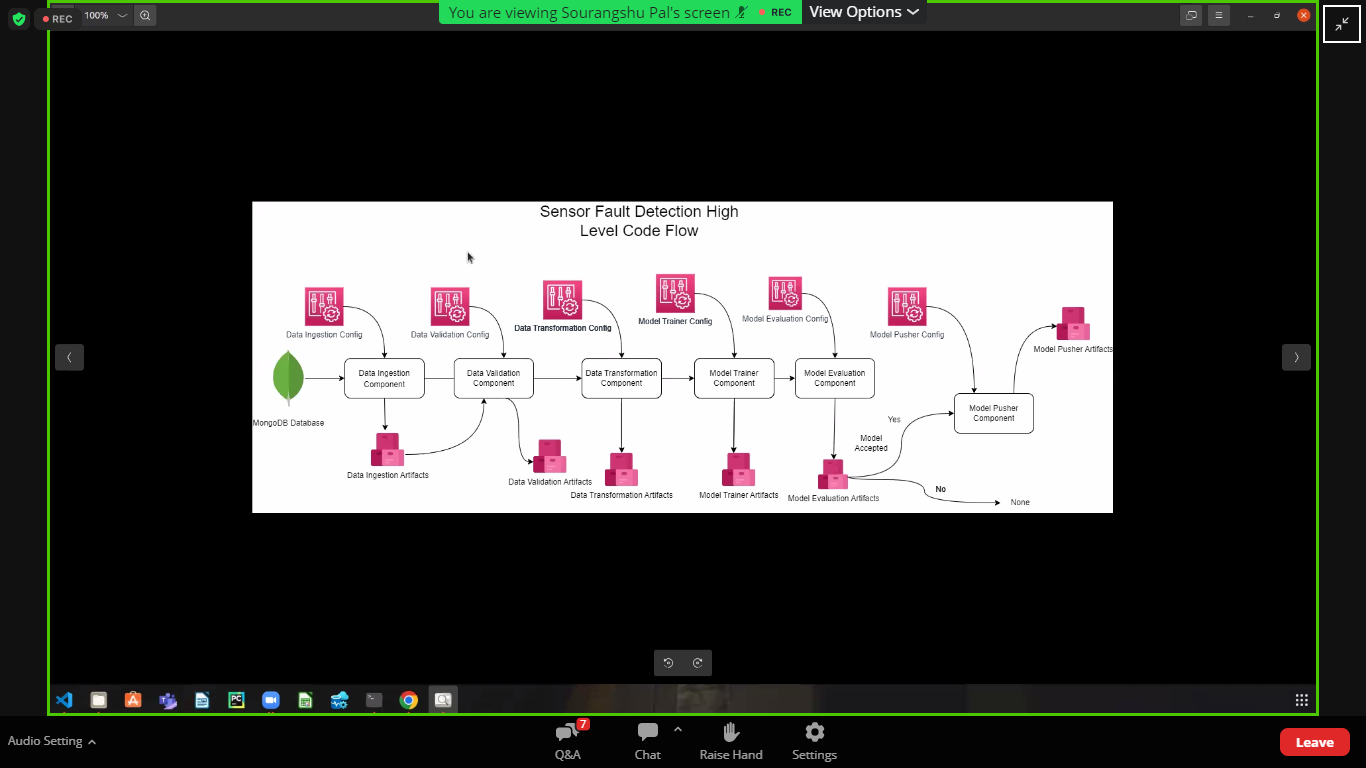 REC
100%
You are viewing Sourangshu Pal's screen
REC
View Options
Sensor Fault Detection High
Level Code Flow
Data Ingestion Config
Data Validation Config
Data Transformation Config
Model Trainer Config
Model Evaluation Config
Model Pusher Config
Model Pusher Artifacts
Data Ingestion
Component
Data Validation
Component
Data Transformation
Component
Model Trainer
Component
Model Evaluation
Component
Model Pusher
Component
MongoDB Database
Yes
Model
Accepted
Data Ingestion Artifacts
Data Validation Artifacts
Data Transformation Artifacts
Model Trainer Artifacts
Model Evaluation Artifacts
No
None
PC
Audio Setting
7
Q&A
Chat
Raise Hand
Settings
Leave